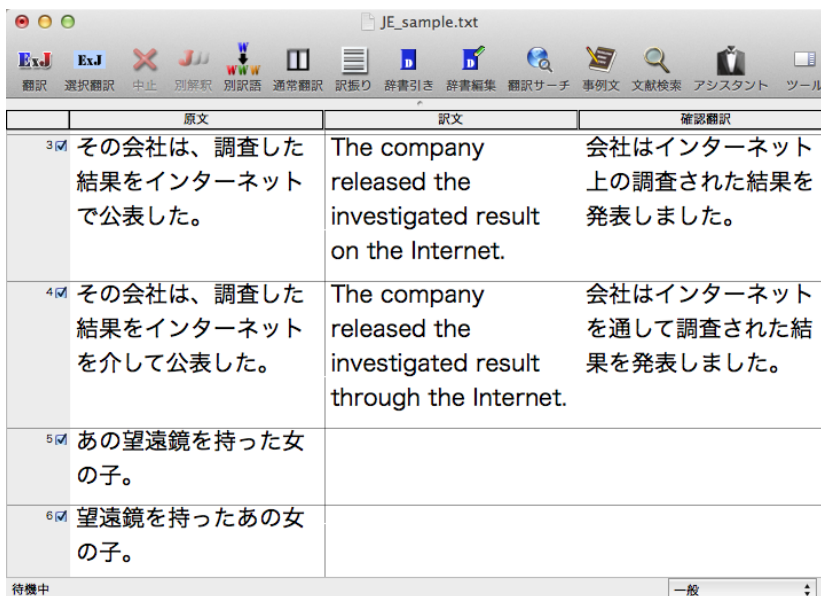 JE_sample.txt
ExJ ExJ J W WWW D D
翻訳 選択翻訳 中止 別解釈 別訳語 通常翻訳 訳振り 辞書引き 辞書編集 翻訳サーチ 事例文 文献検索 アシスタント ツール
原文 訳文 確認翻訳
3 その会社は、調査した
結果をインターネット
で公表した。
The company
released the
investigated result
on the Internet.
会社はインターネット
上の調査された結果を
発表しました。
4 その会社は、調査した
結果をインターネット
を介して公表した。
The company
released the
investigated result
through the Internet.
会社はインターネット
を通して調査された結
果を発表しました。
5 あの望遠鏡を持った女
の子。
6 望遠鏡を持ったあの女
の子。
待機中 一般